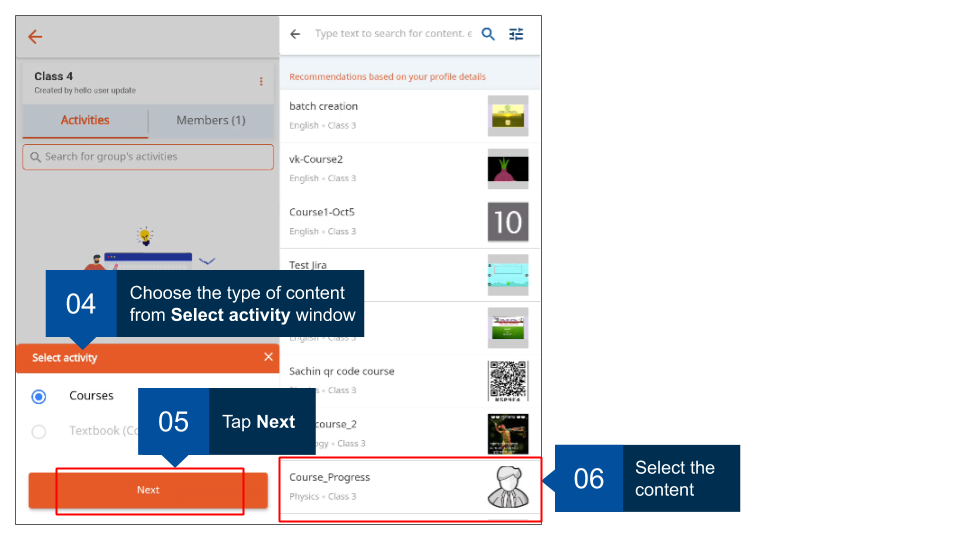 Class 4
Created by hello user update
Activities
Members (1)
Search for group's activities
04
Choose the type of content
from Select activity window
Select activity
Courses
Textbook
05
Tap Next
Next
Type text to search for content.
Recommendations based on your profile details
batch creation
English Class 3
vk-Course2
English Class 3
Course1-Oct5
English Class 3
10
Test Jira
English Class 3
Sachin qr code course
Class 3
course_2
Class 3
Course_Progress
Physics Class 3
06
Select the
content